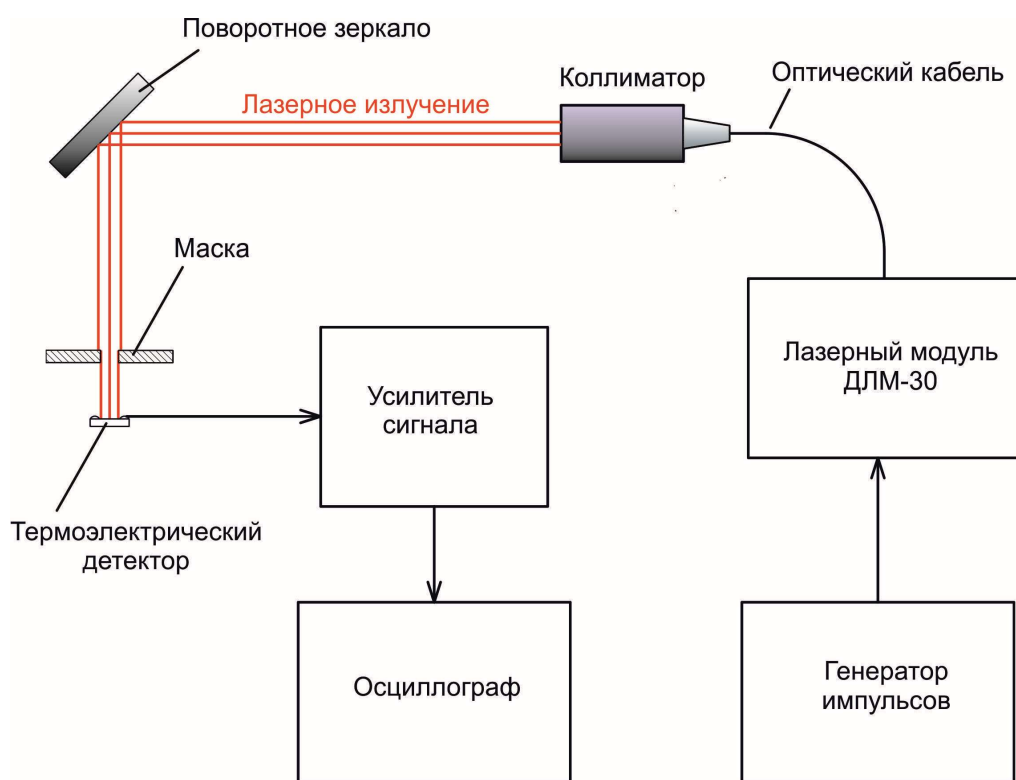 Поворотное зеркало
Коллиматор
Оптический кабель
Лазерное излучение
Маска
Лазерный модуль
ДЛМ-30
Усилитель
сигнала
Термоэлектрический
детектор
Осциллограф
Генератор
импульсов